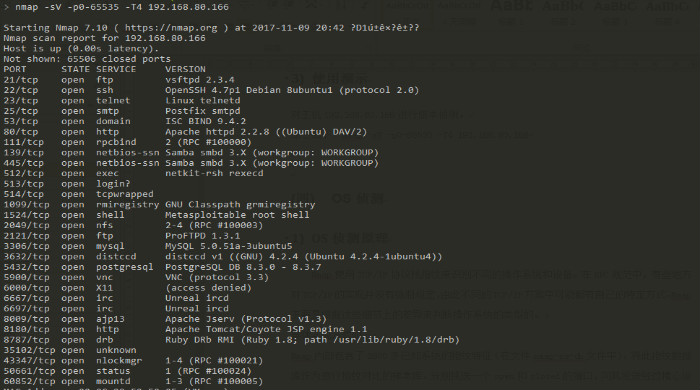 > nmap -sV -p0-65535 -T4 192.168.80.166
Starting Nmap 7.10 ( https://nmap.org ) at 2017-11-09 20:42 ?D1ú±ê×?ê±??
Nmap scan report for 192.168.80.166
Host is up (0.00s latency).
Not shown: 65506 closed ports
PORT STATE SERVICE VERSION
21/tcp open ftp vsftpd 2.3.4
22/tcp open ssh OpenSSH 4.7p1 Debian 8ubuntu1 (protocol 2.0)
23/tcp open telnet Linux telnetd
25/tcp open smtp Postfix smtpd
53/tcp open domain ISC BIND 9.4.2
80/tcp open http Apache httpd 2.2.8 ((Ubuntu) DAV/2)
111/tcp open rpcbind 2 (RPC #100000)
139/tcp open netbios-ssn Samba smbd 3.X (workgroup: WORKGROUP)
445/tcp open netbios-ssn Samba smbd 3.X (workgroup: WORKGROUP)
512/tcp open exec netkit-rsh rexecd
513/tcp open login?
514/tcp open tcpwrapped
1099/tcp open rmiregistry GNU Classpath grmiregistry
1524/tcp open shell Metasploitable root shell
2049/tcp open nfs 2-4 (RPC #100003)
2121/tcp open ftp ProFTPD 1.3.1
3306/tcp open mysql MySQL 5.0.51a-3ubuntu5
3632/tcp open distccd distccd v1 ((GNU) 4.2.4 (Ubuntu 4.2.4-1ubuntu4))
5432/tcp open postgresql PostgreSQL DB 8.3.0 - 8.3.7
5900/tcp open vnc VNC (protocol 3.3)
6000/tcp open X11 (access denied)
6667/tcp open irc Unreal ircd
6697/tcp open irc Unreal ircd
8009/tcp open ajp13 Apache Jserv (Protocol v1.3)
8180/tcp open http Apache Tomcat/Coyote JSP engine 1.1
8787/tcp open drb Ruby DRb RMI (Ruby 1.8; path /usr/lib/ruby/1.8/drb)
35102/tcp open unknown
43347/tcp open nlockmgr 1-4 (RPC #100021)
50661/tcp open status 1 (RPC #100024)
60852/tcp open mountd 1-3 (RPC #100005)